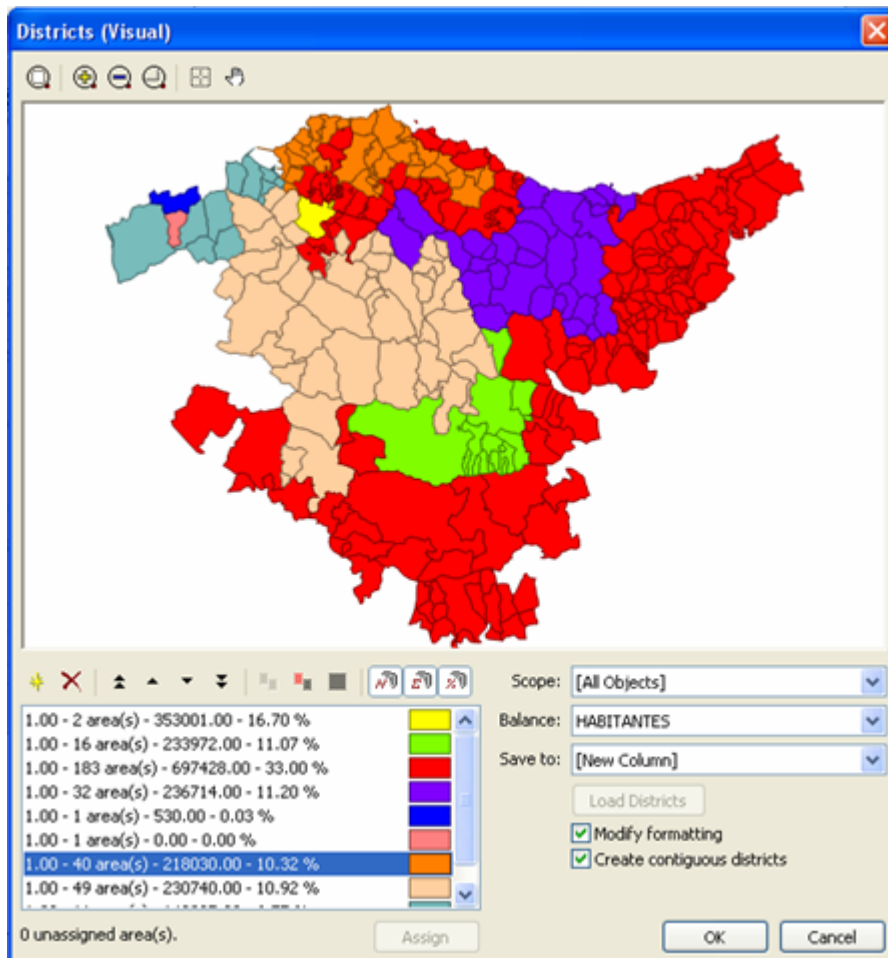 Districts (Visual)
1.00 - 2 area(s) - 353001.00 - 16.70 %
1.00 - 16 area(s) - 233972.00 - 11.07 %
1.00 - 183 area(s) - 697428.00 - 33.00 %
1.00 - 32 area(s) - 236714.00 - 11.20 %
1.00 - 1 area(s) - 530.00 - 0.03 %
1.00 - 1 area(s) - 0.00 - 0.00 %
1.00 - 40 area(s) - 218030.00 - 10.32 %
1.00 - 49 area(s) - 230740.00 - 10.92 %
0 unassigned area(s).
Assign
Scope: [All Objects]
Balance: HABITANTES
Save to: [New Column]
Load Districts
Modify formatting
Create contiguous districts
OK
Cancel